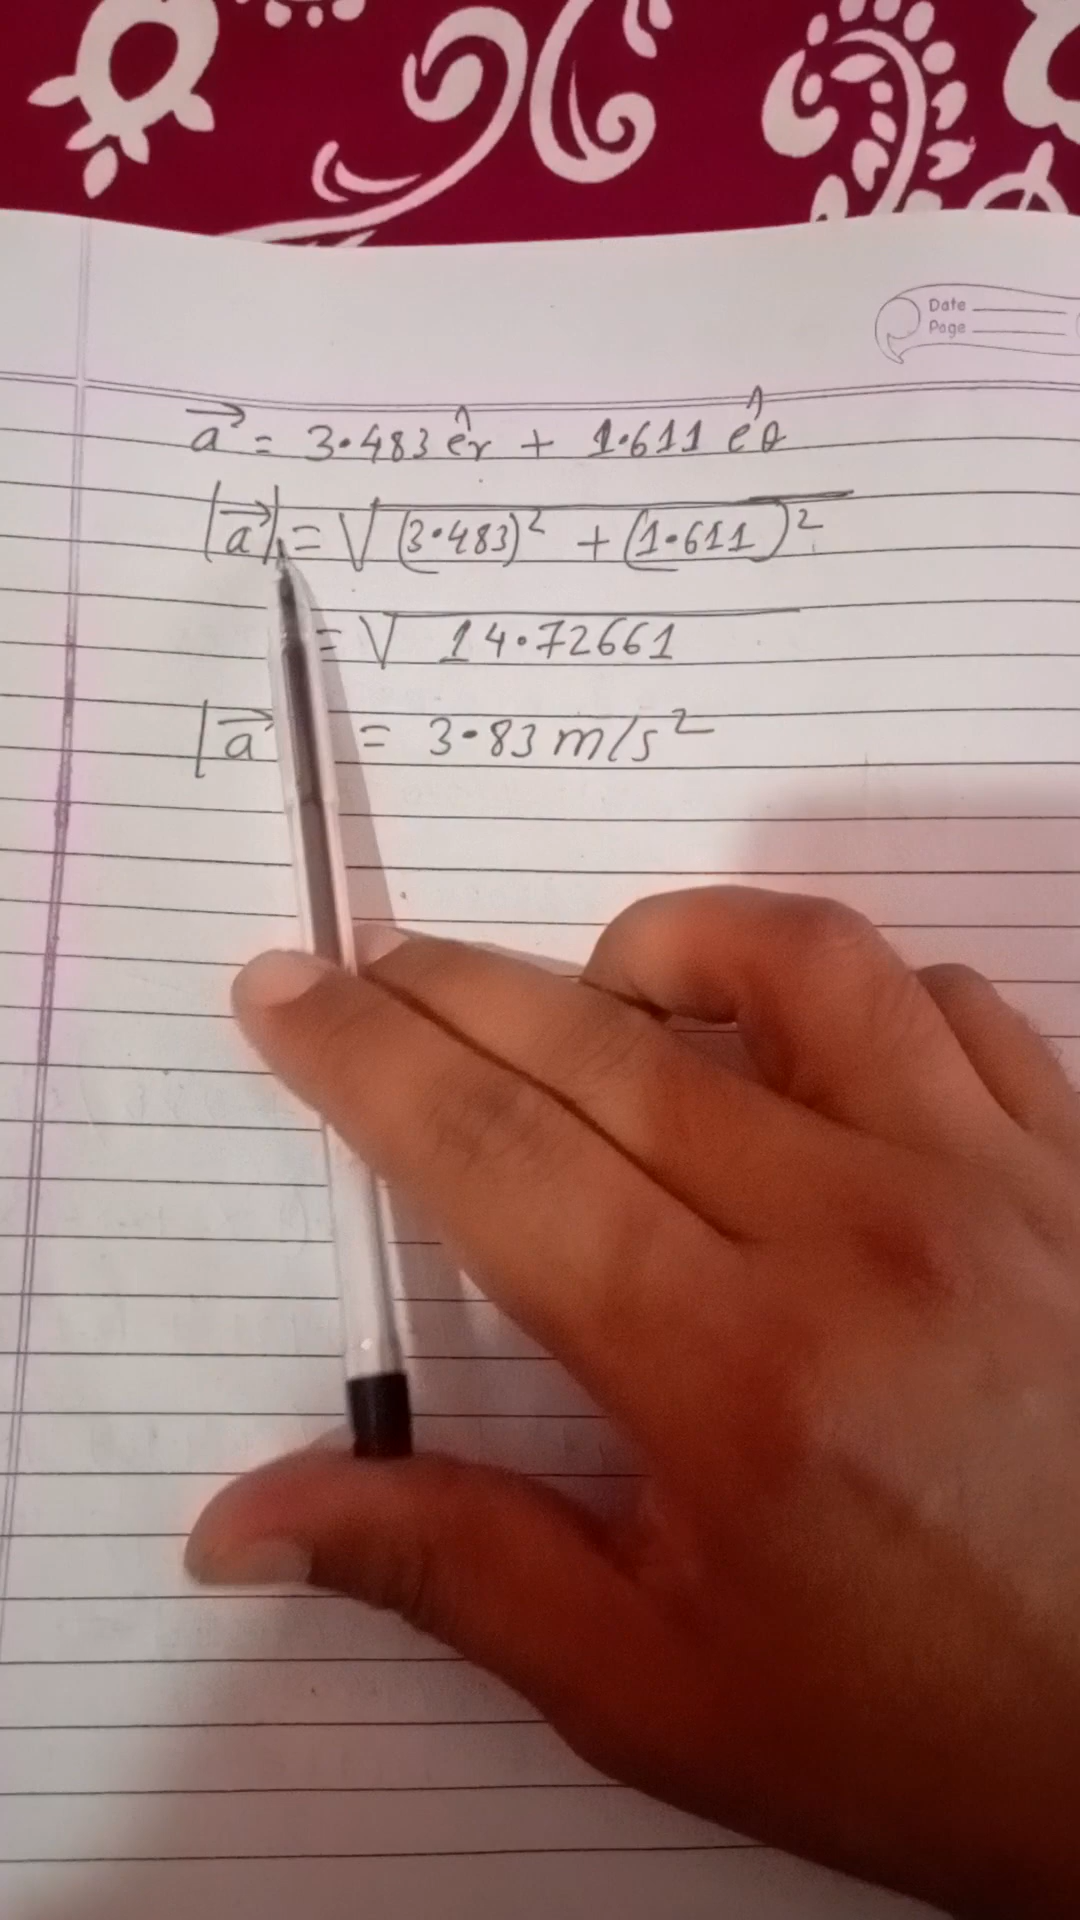 Date
Page
a⃗ = 3.483 êr + 1.611 êθ
|a⃗| = √(3.483)² + (1.611)²
= √14.72661
|a⃗ = 3.83 m/s²